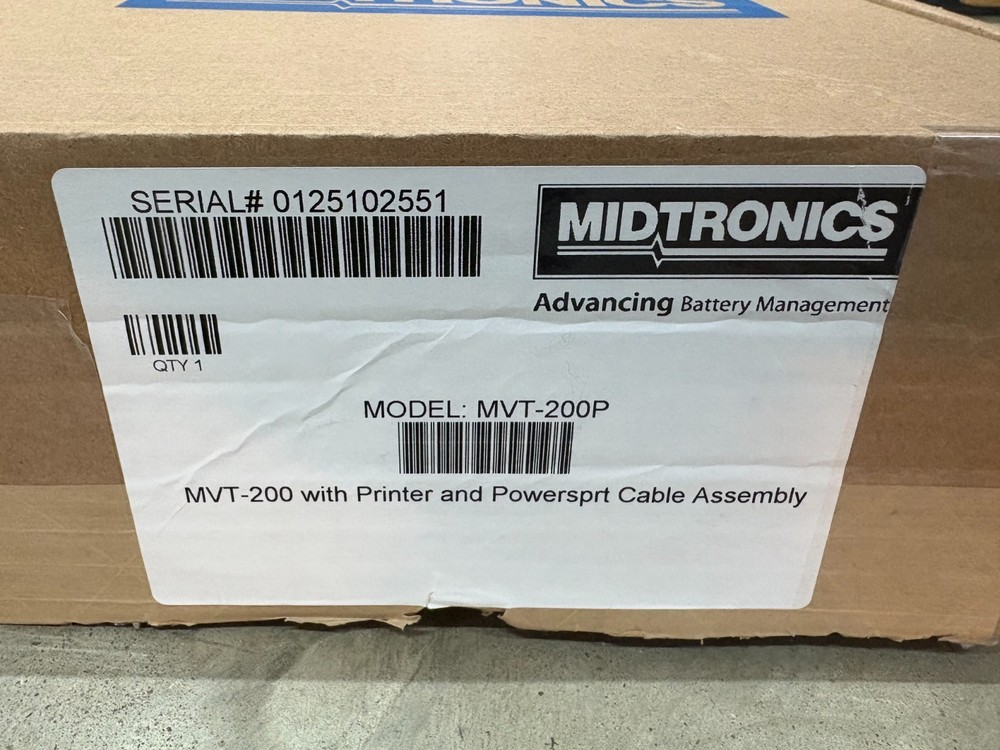 MIDTRONICS
SERIAL# 0125102551
MIDTRONICS
Advancing Battery Management
QTY 1
MODEL: MVT-200P
MVT-200 with Printer and Powersprt Cable Assembly